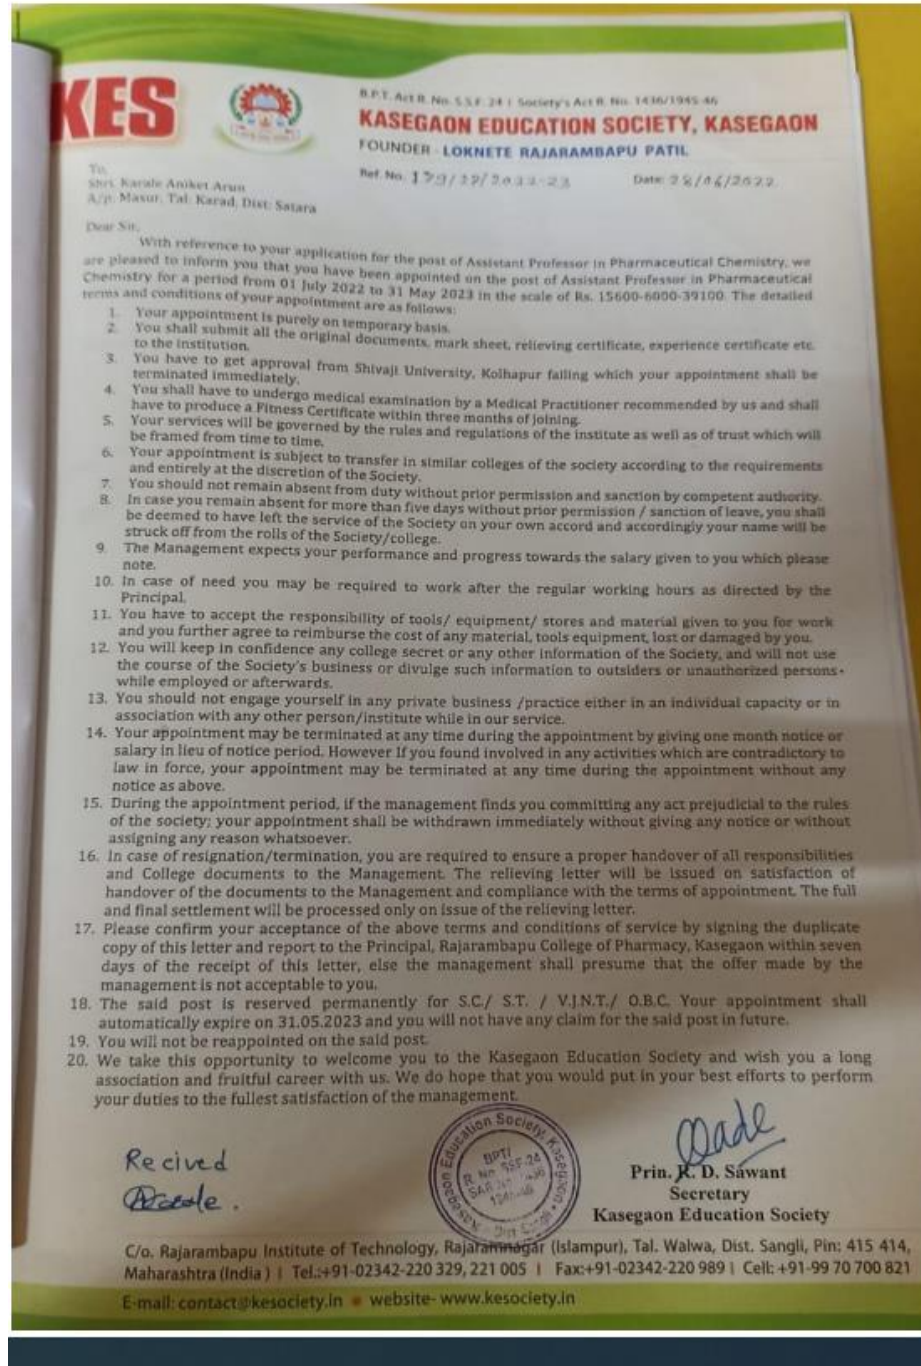 KES
B.P.T. Act R. No. S.S.F. 24 | Society's Act R. No. 1436/1945-46
KASEGAON EDUCATION SOCIETY, KASEGAON
FOUNDER - LOKNETE RAJARAMBAPU PATIL
To,
Shri. Karale Aniket Arun
A/p. Masur, Tal: Karad, Dist: Satara
Ref. No. /2022-23 Date: 28/06/2022
Dear Sir,
With reference to your application for the post of Assistant Professor in Pharmaceutical Chemistry, we
are pleased to inform you that you have been appointed on the post of Assistant Professor in Pharmaceutical
Chemistry for a period from 01 July 2022 to 31 May 2023 in the scale of Rs. 15600-6000-39100. The detailed
terms and conditions of your appointment are as follows:
1. Your appointment is purely on temporary basis.
2. You shall submit all the original documents, mark sheet, relieving certificate, experience certificate etc.
to the institution.
3. You have to get approval from Shivaji University, Kolhapur failing which your appointment shall be
terminated immediately.
4. You shall have to undergo medical examination by a Medical Practitioner recommended by us and shall
have to produce a Fitness Certificate within three months of joining.
5. Your services will be governed by the rules and regulations of the institute as well as of trust which will
be framed from time to time.
6. Your appointment is subject to transfer in similar colleges of the society according to the requirements
and entirely at the discretion of the Society.
7. You should not remain absent from duty without prior permission and sanction by competent authority.
8. In case you remain absent for more than five days without prior permission / sanction of leave, you shall
be deemed to have left the service of the Society on your own accord and accordingly your name will be
struck off from the rolls of the Society/college.
9. The Management expects your performance and progress towards the salary given to you which please
note.
10. In case of need you may be required to work after the regular working hours as directed by the
Principal.
11. You have to accept the responsibility of tools/ equipment/ stores and material given to you for work
and you further agree to reimburse the cost of any material, tools equipment, lost or damaged by you.
12. You will keep in confidence any college secret or any other information of the Society, and will not use
the course of the Society's business or divulge such information to outsiders or unauthorized persons
while employed or afterwards.
13. You should not engage yourself in any private business /practice either in an individual capacity or in
association with any other person/institute while in our service.
14. Your appointment may be terminated at any time during the appointment by giving one month notice or
salary in lieu of notice period. However If you found involved in any activities which are contradictory to
law in force, your appointment may be terminated at any time during the appointment without any
notice as above.
15. During the appointment period, if the management finds you committing any act prejudicial to the rules
of the society; your appointment shall be withdrawn immediately without giving any notice or without
assigning any reason whatsoever.
16. In case of resignation/termination, you are required to ensure a proper handover of all responsibilities
and College documents to the Management. The relieving letter will be issued on satisfaction of
handover of the documents to the Management and compliance with the terms of appointment. The full
and final settlement will be processed only on issue of the relieving letter.
17. Please confirm your acceptance of the above terms and conditions of service by signing the duplicate
copy of this letter and report to the Principal, Rajarambapu College of Pharmacy, Kasegaon within seven
days of the receipt of this letter, else the management shall presume that the offer made by the
management is not acceptable to you.
18. The said post is reserved permanently for S.C./ S.T. / V.J.N.T./ O.B.C. Your appointment shall
automatically expire on 31.05.2023 and you will not have any claim for the said post in future.
19. You will not be reappointed on the said post.
20. We take this opportunity to welcome you to the Kasegaon Education Society and wish you a long
association and fruitful career with us. We do hope that you would put in your best efforts to perform
your duties to the fullest satisfaction of the management.
Recived
Kasegaon Education Society, Kasegaon
BPT/
R. No. SSF-24
1945-46
Dist. Sangli
Prin. R. D. Sawant
Secretary
Kasegaon Education Society
C/o. Rajarambapu Institute of Technology, Rajaramnagar (Islampur), Tal. Walwa, Dist. Sangli, Pin: 415 414,
Maharashtra (India) | Tel.:+91-02342-220 329, 221 005 | Fax:+91-02342-220 989 | Cell: +91-99 70 700 821
E-mail: contact@kesociety.in website- www.kesociety.in